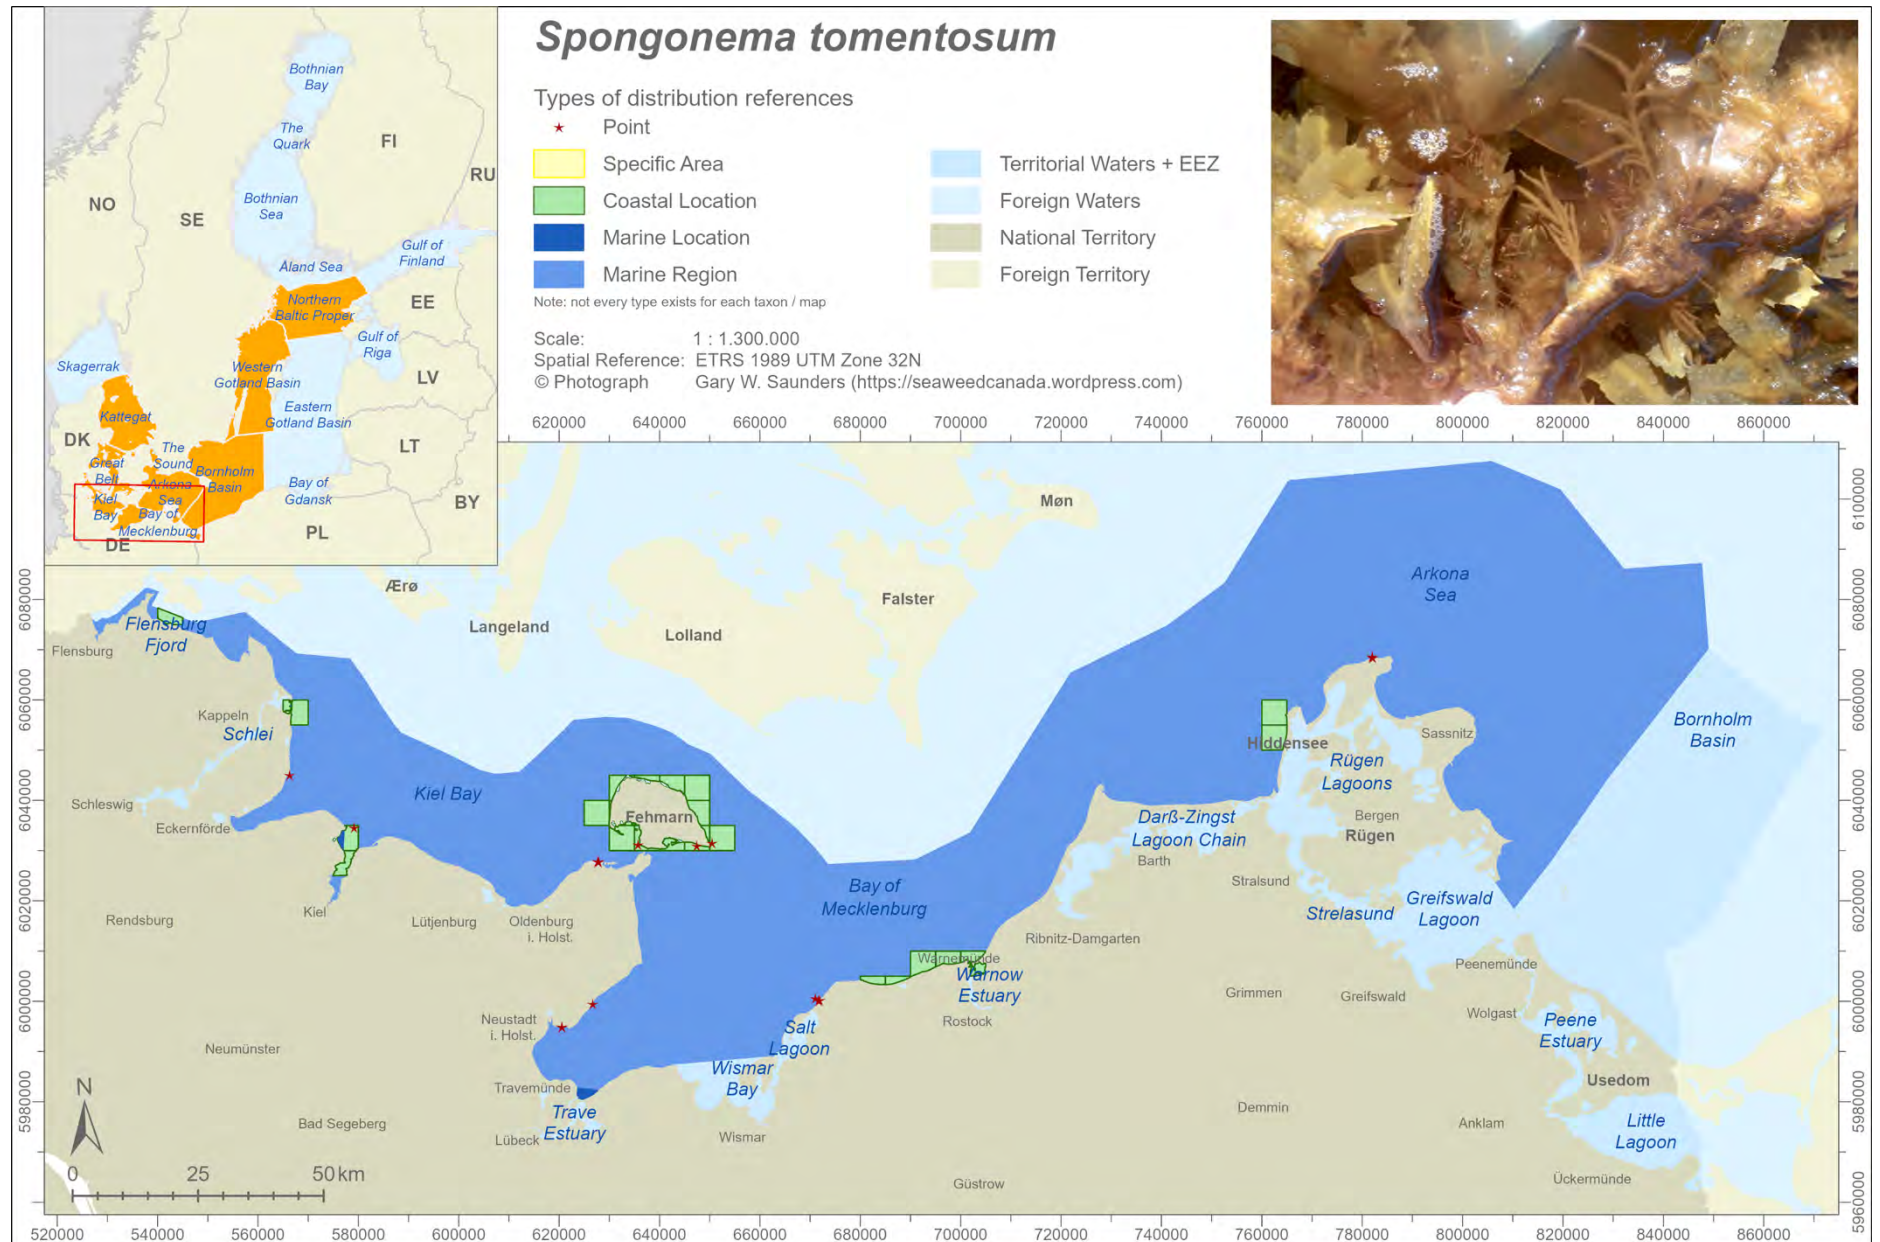 Spongonema tomentosum
Types of distribution references
Point
Specific Area
Coastal Location
Marine Location
Marine Region
Territorial Waters + EEZ
Foreign Waters
National Territory
Foreign Territory
Note: not every type exists for each taxon / map
Scale: 1 : 1.300.000
Spatial Reference: ETRS 1989 UTM Zone 32N
© Photograph Gary W. Saunders (https://seaweedcanada.wordpress.com)
Bothnian
Bay
The
Quark
FI
RU
NO
SE
Bothnian
Sea
Gulf of
Finland
Åland Sea
Northern
Baltic Proper
EE
Gulf of
Riga
Skagerrak
Western
Gotland Basin
LV
Kattegat
Eastern
Gotland Basin
DK
The
Sound
LT
Great
Belt
Bornholm
Basin
Arkona
Sea
Kiel
Bay
Bay of
Gdansk
BY
Bay of
Mecklenburg
PL
DE
620000 640000 660000 680000 700000 720000 740000 760000 780000 800000 820000 840000 860000
6100000
6080000
6060000
6040000
6020000
6000000
5980000
5960000
6080000
6060000
6040000
6020000
6000000
5980000
Møn
Ærø
Langeland
Lolland
Falster
Arkona
Sea
Flensburg
Fjord
Flensburg
Kappeln
Schlei
Bornholm
Basin
Sassnitz
Hiddensee
Rügen
Lagoons
Kiel Bay
Schleswig
Eckernförde
Fehmarn
Darß-Zingst
Lagoon Chain
Bergen
Rügen
Barth
Stralsund
Bay of
Mecklenburg
Greifswald
Lagoon
Strelasund
Kiel
Rendsburg
Lütjenburg
Oldenburg
i. Holst.
Ribnitz-Damgarten
Warnemünde
Warnow
Estuary
Peenemünde
Grimmen
Greifswald
Wolgast
Neustadt
i. Holst.
Rostock
Salt
Lagoon
Peene
Estuary
Neumünster
Wismar
Bay
Usedom
Travemünde
Trave
Estuary
Demmin
Anklam
Little
Lagoon
Bad Segeberg
Lübeck
Wismar
Güstrow
Ückermünde
N
0 25 50 km
520000 540000 560000 580000 600000 620000 640000 660000 680000 700000 720000 740000 760000 780000 800000 820000 840000 860000